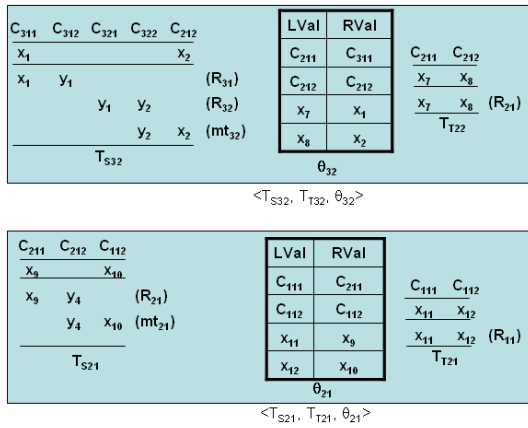 C311 C312 C321 C322 C212
x1 x2
x1 y1 (R31)
y1 y2 (R32)
y2 x2 (mt32)
TS32
LVal RVal
C211 C311
C212 C212
x7 x1
x8 x2
θ32
C211 C212
x7 x8
x7 x8 (R21)
TT22
<TS32, TT32, θ32>
C211 C212 C112
x9 x10
x9 y4 (R21)
y4 x10 (mt21)
TS21
LVal RVal
C111 C211
C112 C112
x11 x9
x12 x10
θ21
C111 C112
x11 x12
x11 x12 (R11)
TT21
<TS21, TT21, θ21>